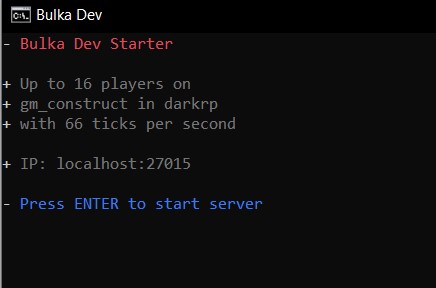 Bulka Dev
- Bulka Dev Starter
+ Up to 16 players on
+ gm_construct in darkrp
+ with 66 ticks per second
+ IP: localhost:27015
- Press ENTER to start server